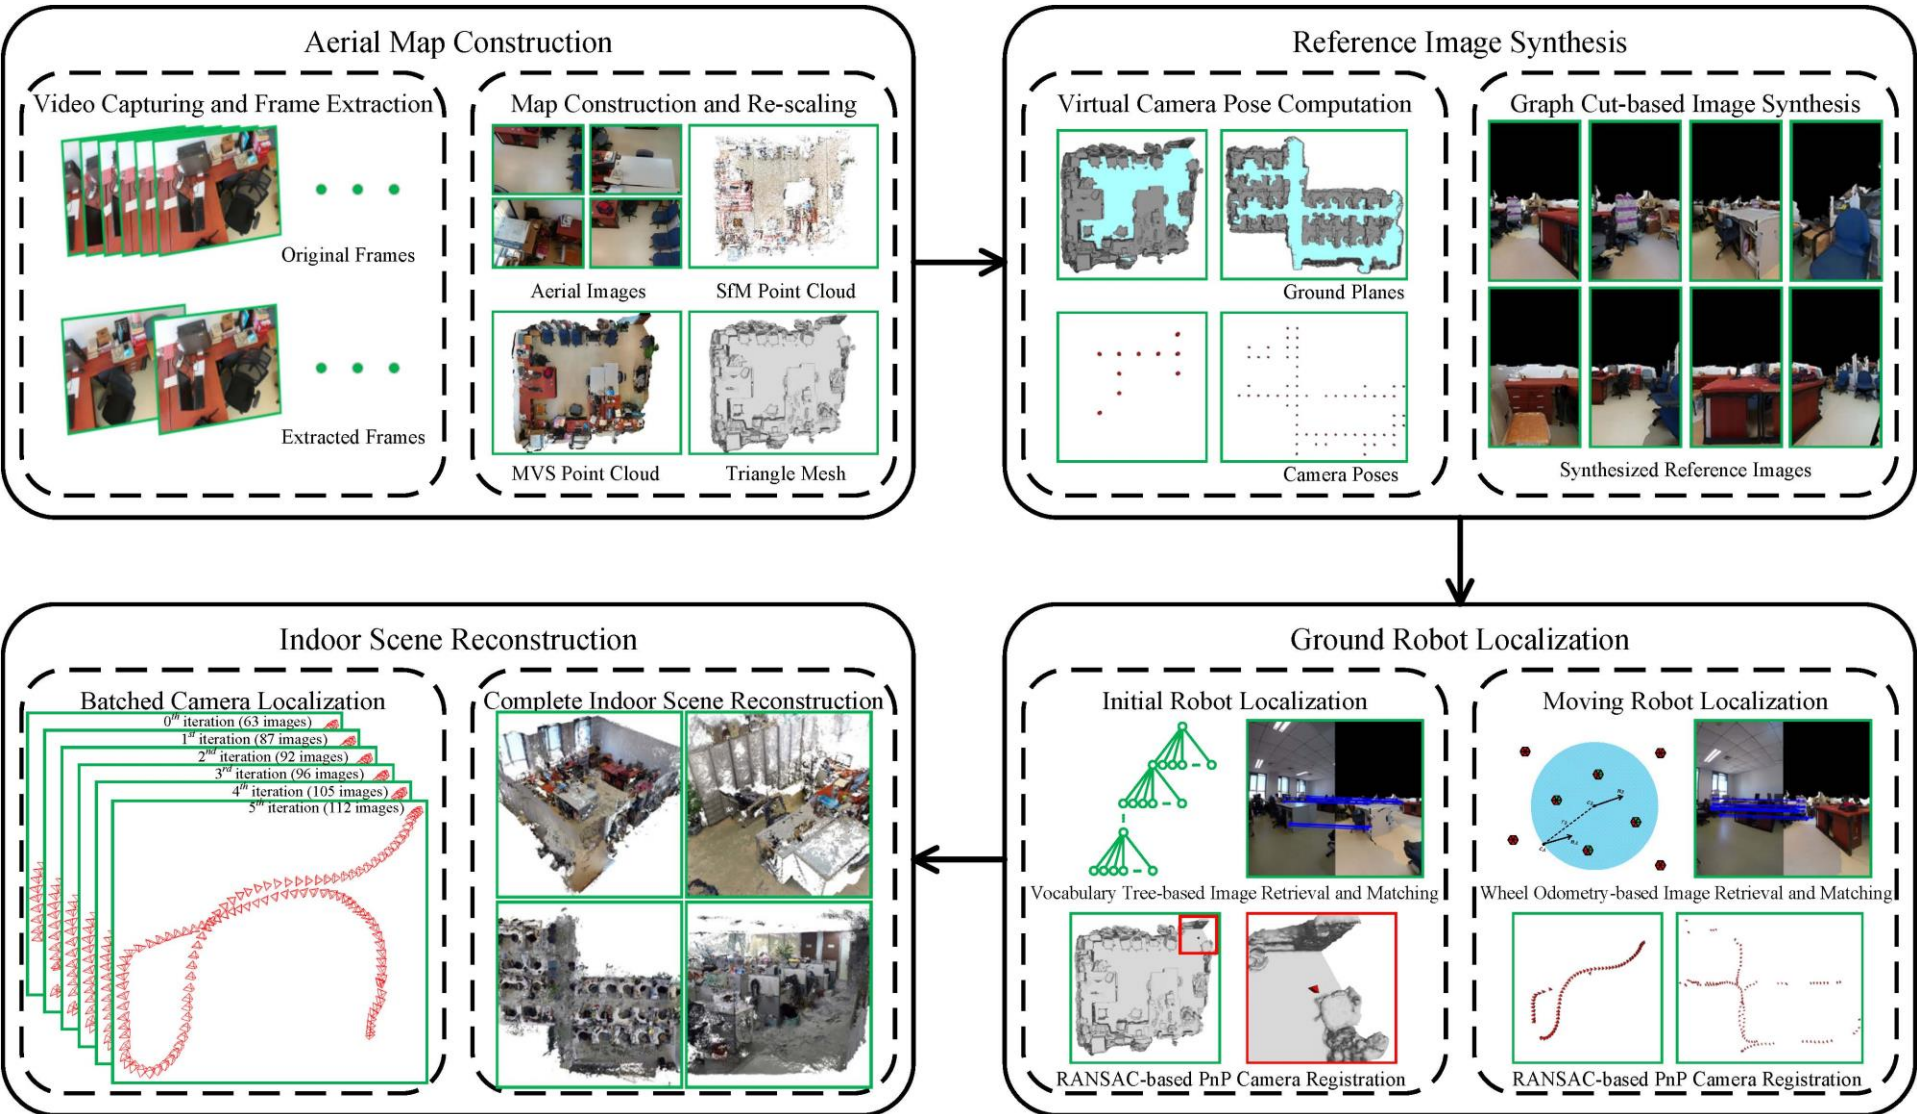 Aerial Map Construction
Video Capturing and Frame Extraction
Original Frames
Extracted Frames
Map Construction and Re-scaling
Aerial Images
SfM Point Cloud
MVS Point Cloud
Triangle Mesh
Reference Image Synthesis
Virtual Camera Pose Computation
Ground Planes
Camera Poses
Graph Cut-based Image Synthesis
Synthesized Reference Images
Ground Robot Localization
Initial Robot Localization
Vocabulary Tree-based Image Retrieval and Matching
RANSAC-based PnP Camera Registration
Moving Robot Localization
Wheel Odometry-based Image Retrieval and Matching
RANSAC-based PnP Camera Registration
Indoor Scene Reconstruction
Batched Camera Localization
0th iteration (63 images)
1st iteration (87 images)
2nd iteration (92 images)
3rd iteration (96 images)
4th iteration (105 images)
5th iteration (112 images)
Complete Indoor Scene Reconstruction